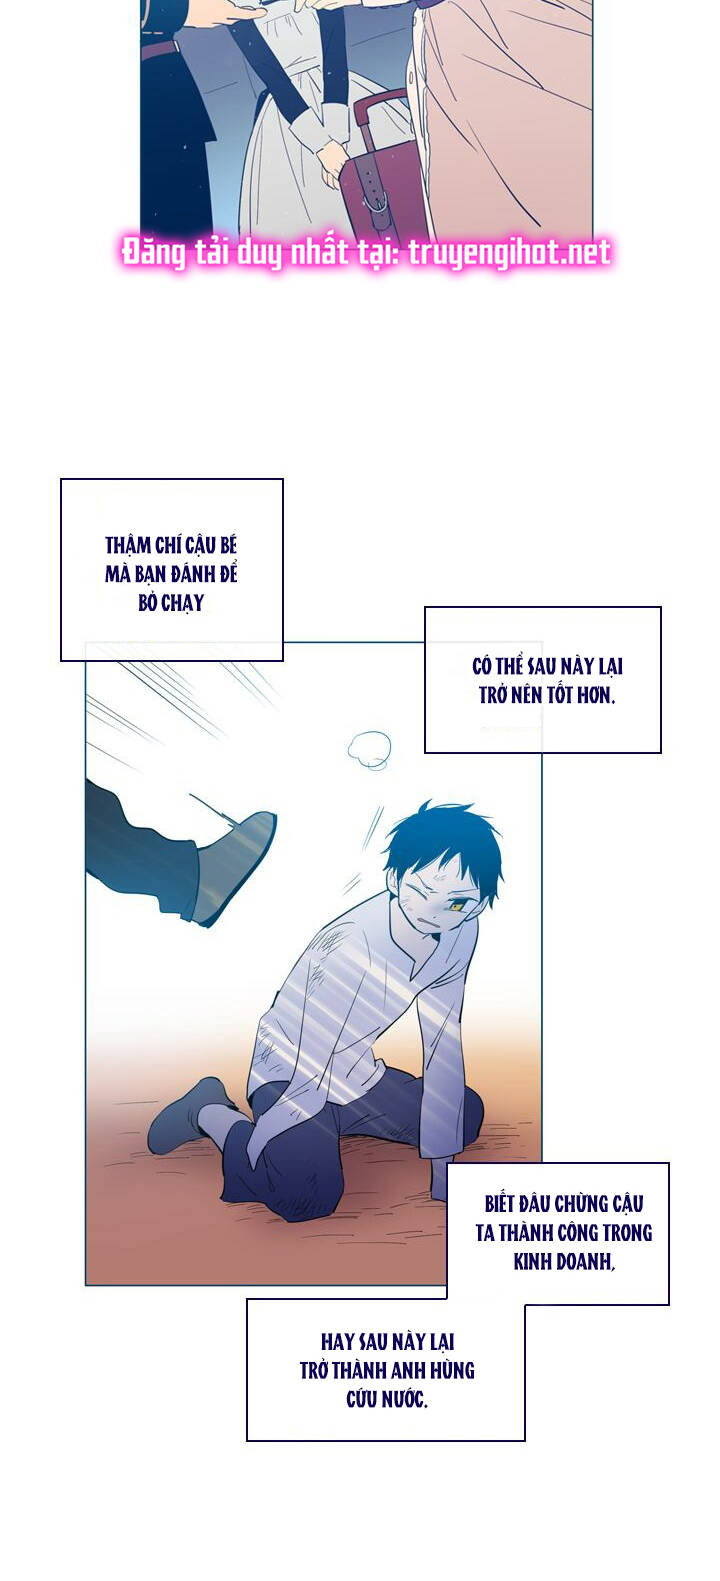 Đăng tải duy nhất tại: truyengihot.net
THẬM CHÍ CẬU BÉ
MÀ BẠN ĐÁNH ĐỂ
BỎ CHẠY
CÓ THỂ SAU NÀY LẠI
TRỞ NÊN TỐT HƠN.
BIẾT ĐÂU CHỪNG CẬU
TA THÀNH CÔNG TRONG
KINH DOANH,
HAY SAU NÀY LẠI
TRỞ THÀNH ANH HÙNG
CỨU NƯỚC.